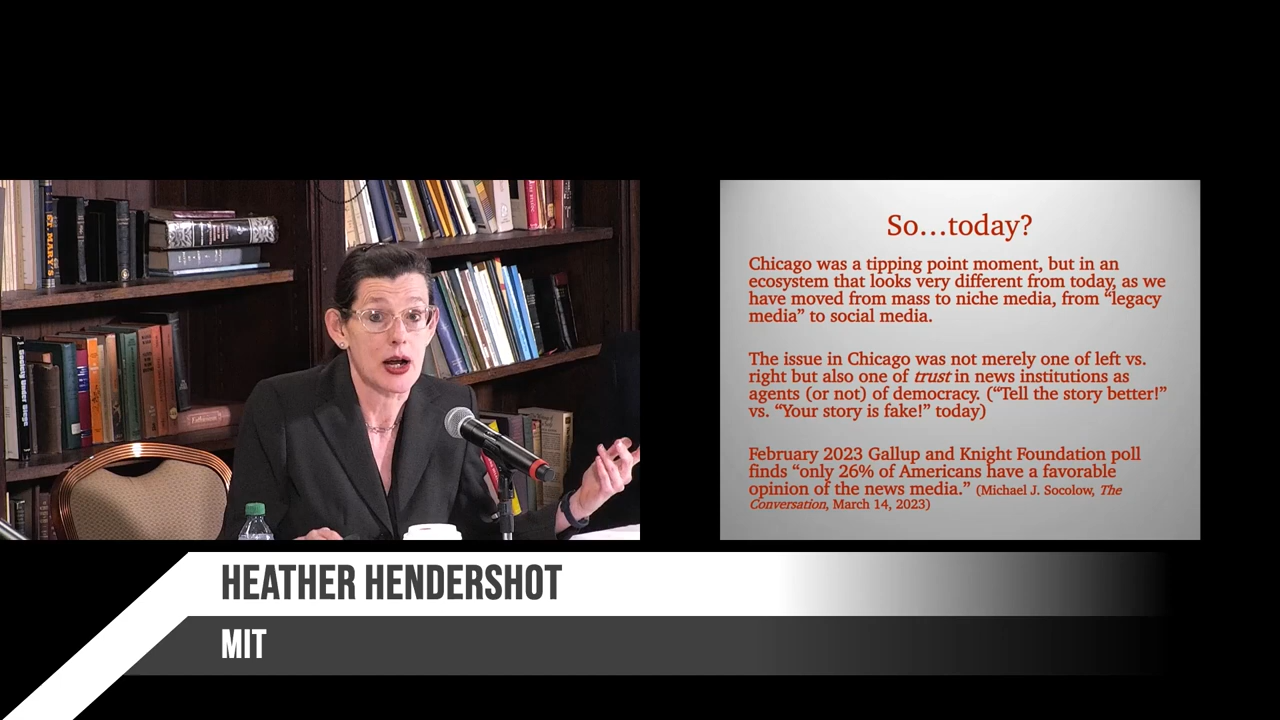 ST. MARY'S
So...today?
Chicago was a tipping point moment, but in an
ecosystem that looks very different from today, as we
have moved from mass to niche media, from “legacy
media” to social media.
The issue in Chicago was not merely one of left vs.
right but also one of trust in news institutions as
agents (or not) of democracy. (“Tell the story better!”
vs. “Your story is fake!” today)
February 2023 Gallup and Knight Foundation poll
finds “only 26% of Americans have a favorable
opinion of the news media.” (Michael J. Socolow, The
Conversation, March 14, 2023)
HEATHER HENDERSHOT
MIT